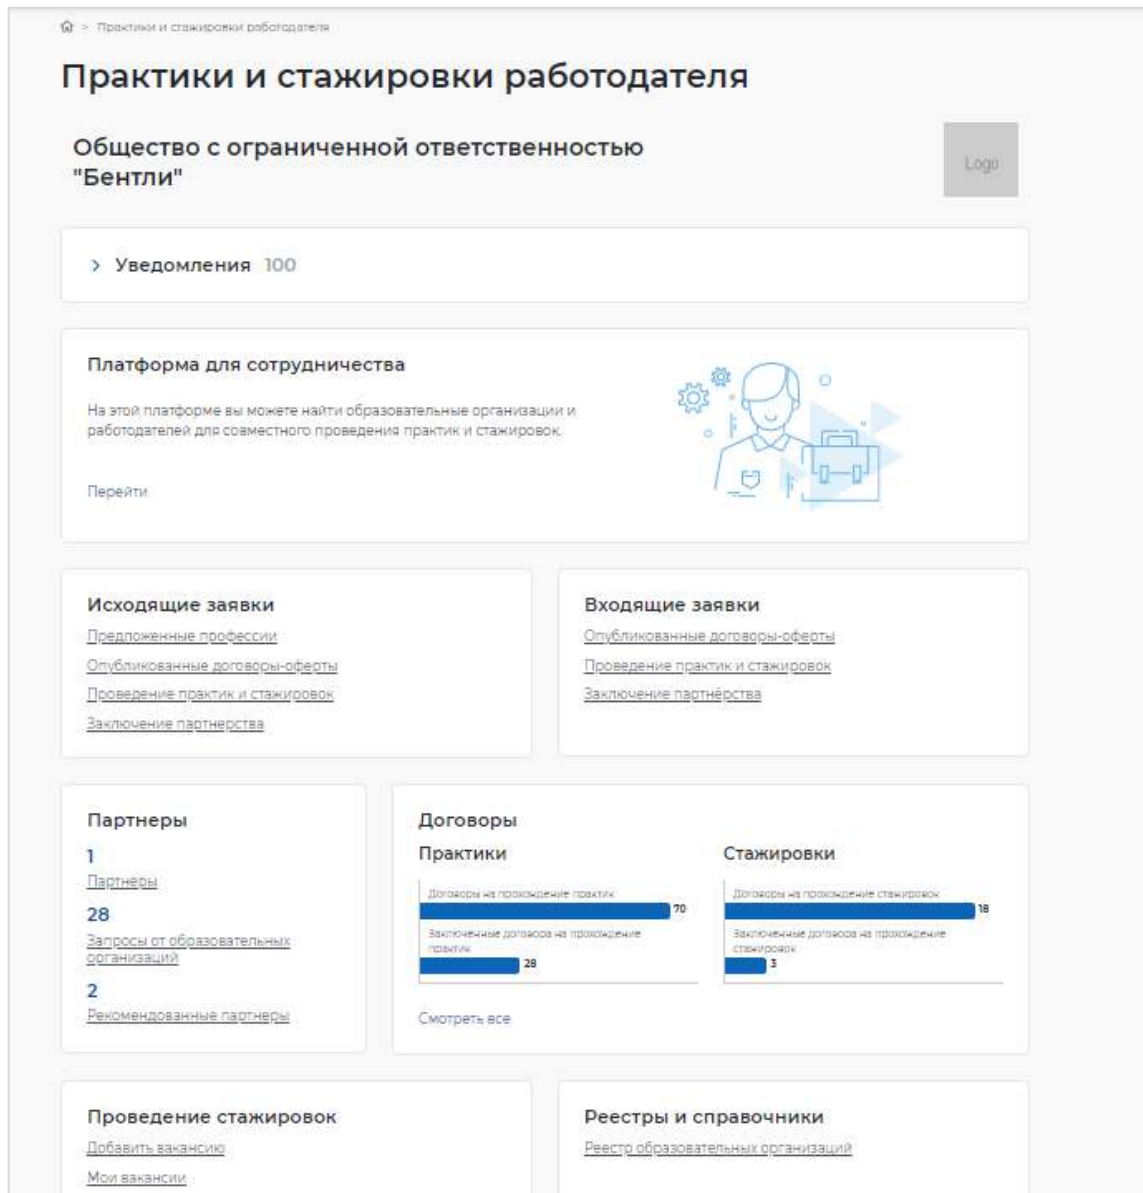 > Практики и стажировки работодателя
Практики и стажировки работодателя
Общество с ограниченной ответственностью
"Бентли"
Logo
> Уведомления 100
Платформа для сотрудничества
На этой платформе вы можете найти образовательные организации и
работодателей для совместного проведения практик и стажировок.
Перейти
Исходящие заявки
Предложенные профессии
Опубликованные договоры-оферты
Проведение практик и стажировок
Заключение партнерства
Входящие заявки
Опубликованные договоры-оферты
Проведение практик и стажировок
Заключение партнёрства
Партнеры
1
Партнеры
28
Запросы от образовательных
организаций
2
Рекомендованные партнеры
Договоры
Практики
Договоры на прохождение практик
70
Заключенные договора на прохождение
практик
28
Стажировки
Договоры на прохождение стажировок
18
Заключенные договора на прохождение
стажировок
3
Смотреть все
Проведение стажировок
Добавить вакансию
Мои вакансии
Реестры и справочники
Реестр образовательных организаций